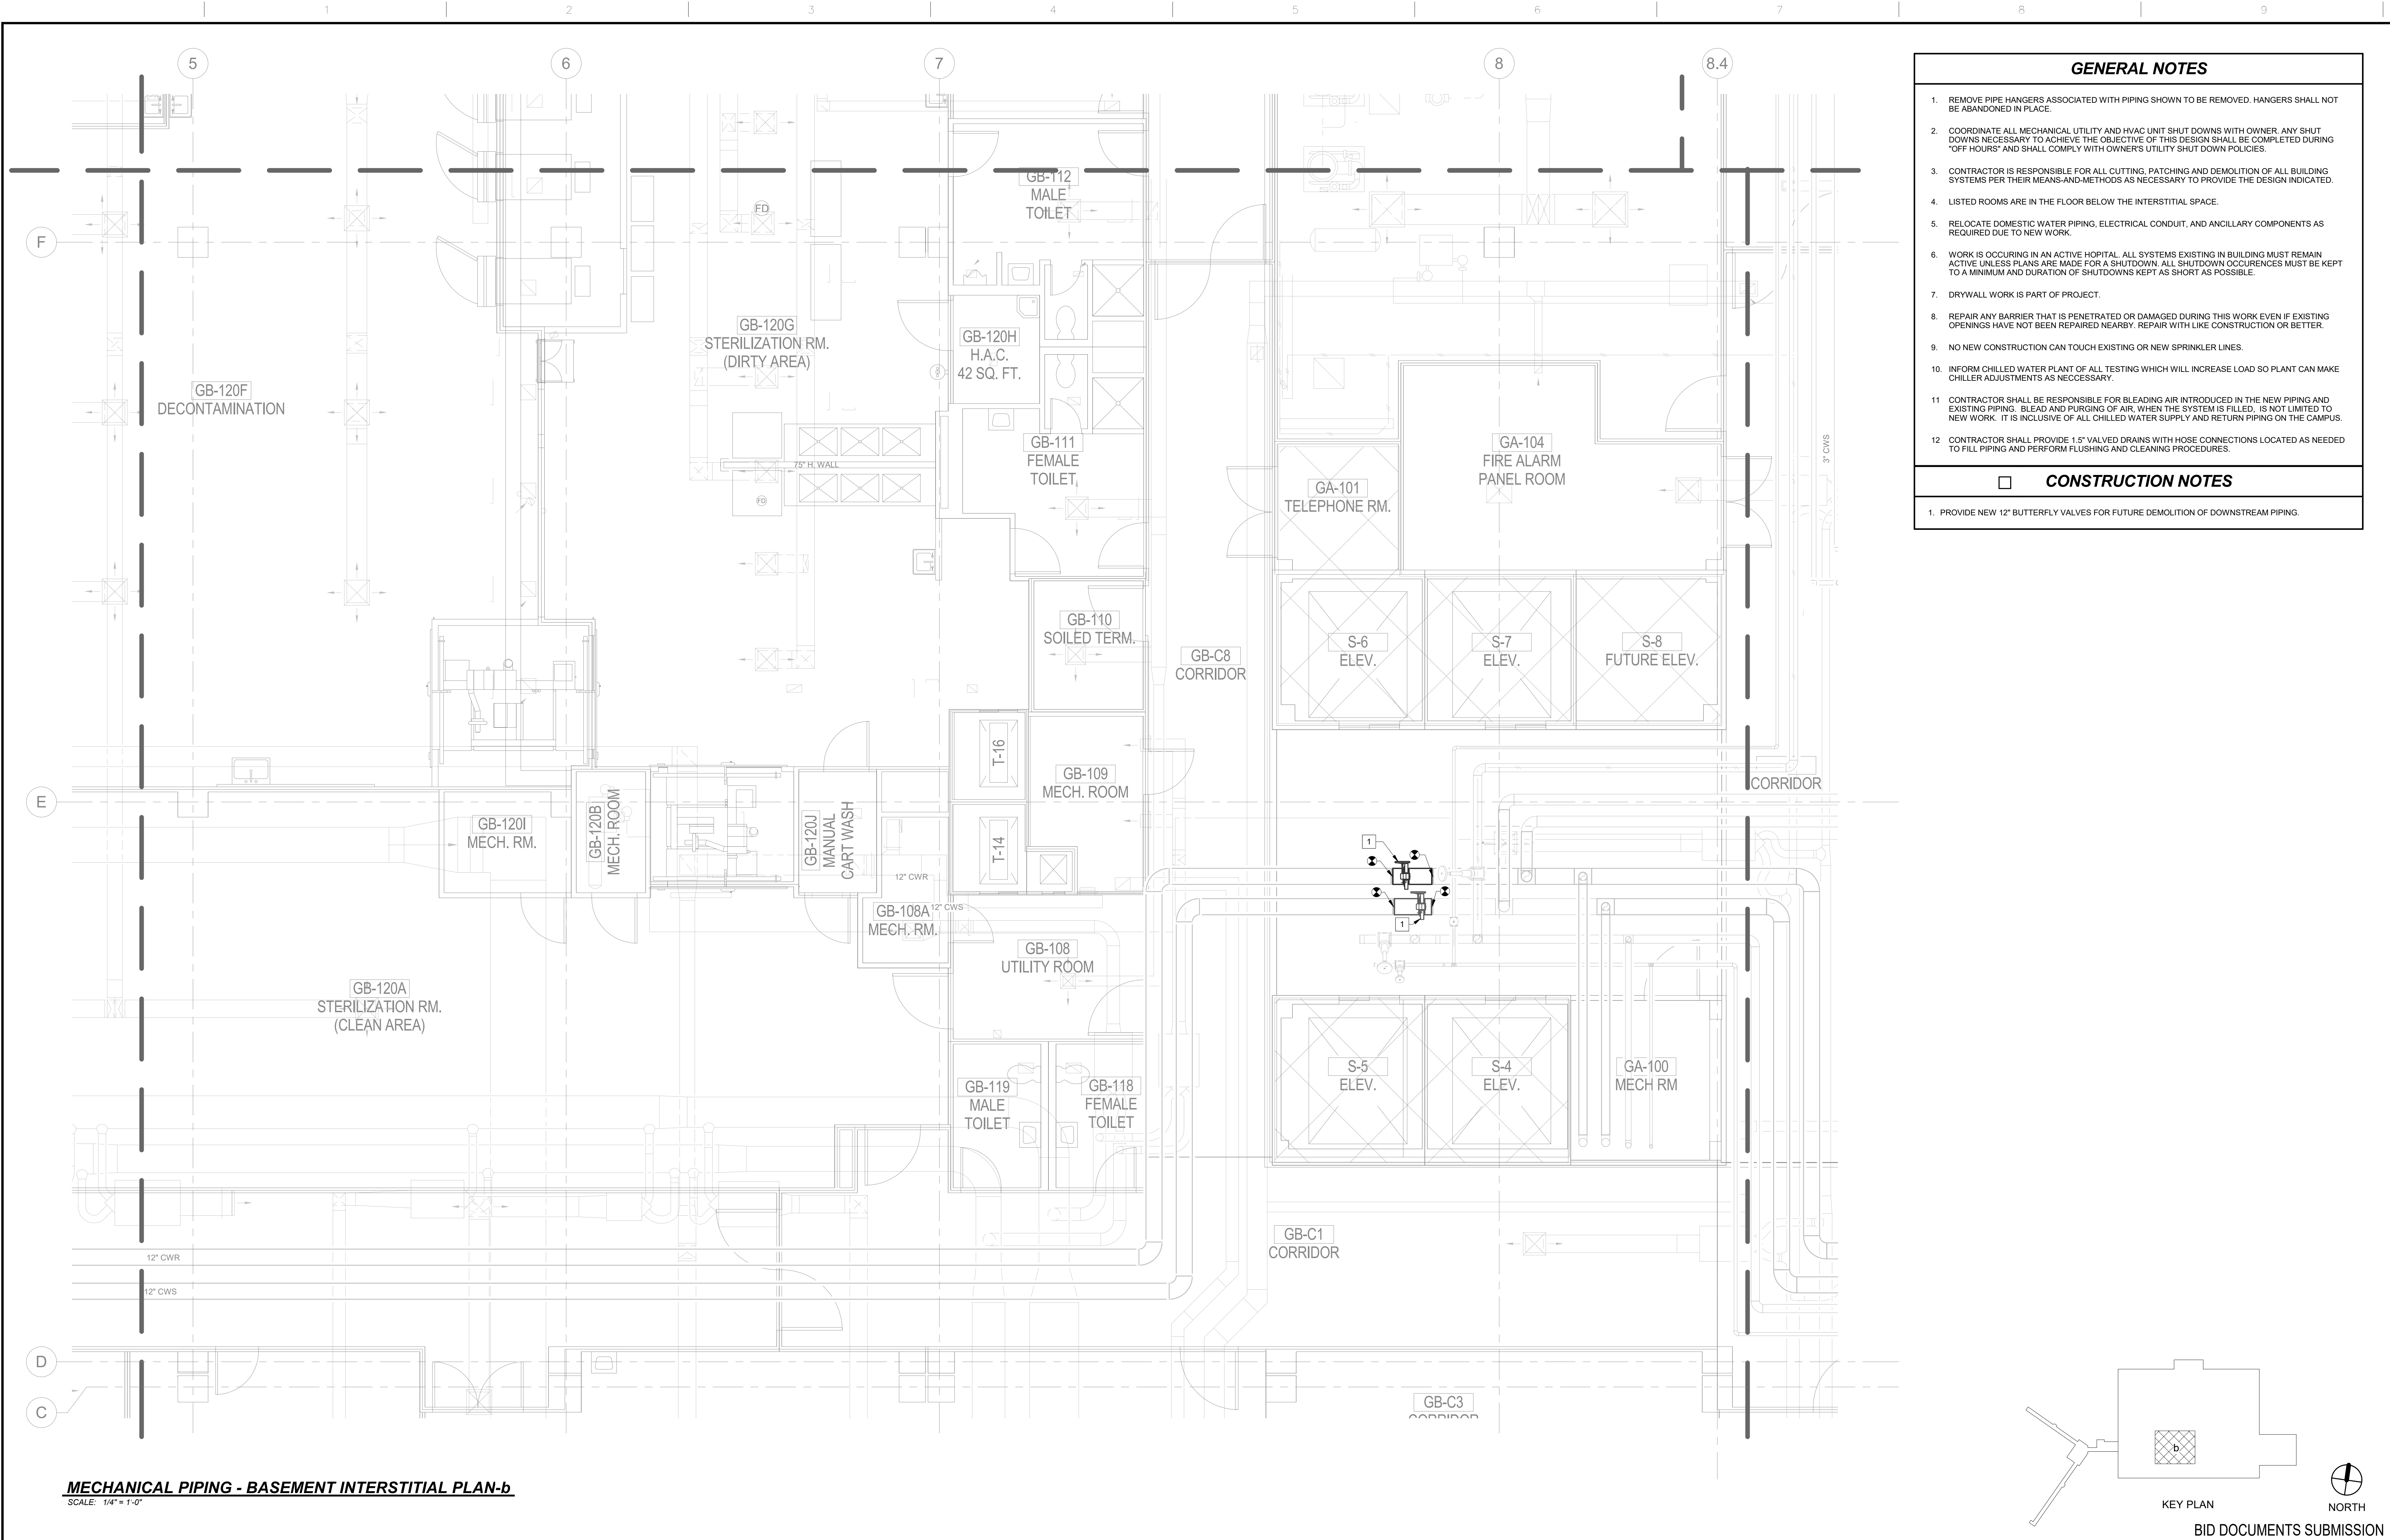 1 2 3 4 5 6 7 8 9
5 6 7 8 8.4
F
E
D
C
GB-112
MALE
TOILET
FD
GB-120G
STERILIZATION RM.
(DIRTY AREA)
GB-120H
H.A.C.
42 SQ. FT.
GB-120F
DECONTAMINATION
75" H. WALL
FD
GB-111
FEMALE
TOILET
GA-101
TELEPHONE RM.
GA-104
FIRE ALARM
PANEL ROOM
3" CWS
GB-110
SOILED TERM.
GB-C8
CORRIDOR
S-6
ELEV.
S-7
ELEV.
S-8
FUTURE ELEV.
T-16
GB-109
MECH. ROOM
CORRIDOR
GB-120I
MECH. RM.
GB-120B
MECH. ROOM
GB-120J
MANUAL
CART WASH
T-14
12" CWR
1
1
GB-108A
MECH. RM.
12" CWS
GB-108
UTILITY ROOM
GB-120A
STERILIZATION RM.
(CLEAN AREA)
GB-119
MALE
TOILET
GB-118
FEMALE
TOILET
S-5
ELEV.
S-4
ELEV.
GA-100
MECH RM
GB-C1
CORRIDOR
12" CWR
12" CWS
GB-C3
CORRIDOR
MECHANICAL PIPING - BASEMENT INTERSTITIAL PLAN-b
SCALE: 1/4" = 1'-0"
GENERAL NOTES
1. REMOVE PIPE HANGERS ASSOCIATED WITH PIPING SHOWN TO BE REMOVED. HANGERS SHALL NOT
BE ABANDONED IN PLACE.
2. COORDINATE ALL MECHANICAL UTILITY AND HVAC UNIT SHUT DOWNS WITH OWNER. ANY SHUT
DOWNS NECESSARY TO ACHIEVE THE OBJECTIVE OF THIS DESIGN SHALL BE COMPLETED DURING
"OFF HOURS" AND SHALL COMPLY WITH OWNER'S UTILITY SHUT DOWN POLICIES.
3. CONTRACTOR IS RESPONSIBLE FOR ALL CUTTING, PATCHING AND DEMOLITION OF ALL BUILDING
SYSTEMS PER THEIR MEANS-AND-METHODS AS NECESSARY TO PROVIDE THE DESIGN INDICATED.
4. LISTED ROOMS ARE IN THE FLOOR BELOW THE INTERSTITIAL SPACE.
5. RELOCATE DOMESTIC WATER PIPING, ELECTRICAL CONDUIT, AND ANCILLARY COMPONENTS AS
REQUIRED DUE TO NEW WORK.
6. WORK IS OCCURING IN AN ACTIVE HOPITAL. ALL SYSTEMS EXISTING IN BUILDING MUST REMAIN
ACTIVE UNLESS PLANS ARE MADE FOR A SHUTDOWN. ALL SHUTDOWN OCCURENCES MUST BE KEPT
TO A MINIMUM AND DURATION OF SHUTDOWNS KEPT AS SHORT AS POSSIBLE.
7. DRYWALL WORK IS PART OF PROJECT.
8. REPAIR ANY BARRIER THAT IS PENETRATED OR DAMAGED DURING THIS WORK EVEN IF EXISTING
OPENINGS HAVE NOT BEEN REPAIRED NEARBY. REPAIR WITH LIKE CONSTRUCTION OR BETTER.
9. NO NEW CONSTRUCTION CAN TOUCH EXISTING OR NEW SPRINKLER LINES.
10. INFORM CHILLED WATER PLANT OF ALL TESTING WHICH WILL INCREASE LOAD SO PLANT CAN MAKE
CHILLER ADJUSTMENTS AS NECCESSARY.
11 CONTRACTOR SHALL BE RESPONSIBLE FOR BLEADING AIR INTRODUCED IN THE NEW PIPING AND
EXISTING PIPING. BLEAD AND PURGING OF AIR, WHEN THE SYSTEM IS FILLED, IS NOT LIMITED TO
NEW WORK. IT IS INCLUSIVE OF ALL CHILLED WATER SUPPLY AND RETURN PIPING ON THE CAMPUS.
12 CONTRACTOR SHALL PROVIDE 1.5" VALVED DRAINS WITH HOSE CONNECTIONS LOCATED AS NEEDED
TO FILL PIPING AND PERFORM FLUSHING AND CLEANING PROCEDURES.
CONSTRUCTION NOTES
1. PROVIDE NEW 12" BUTTERFLY VALVES FOR FUTURE DEMOLITION OF DOWNSTREAM PIPING.
b
KEY PLAN
NORTH
BID DOCUMENTS SUBMISSION